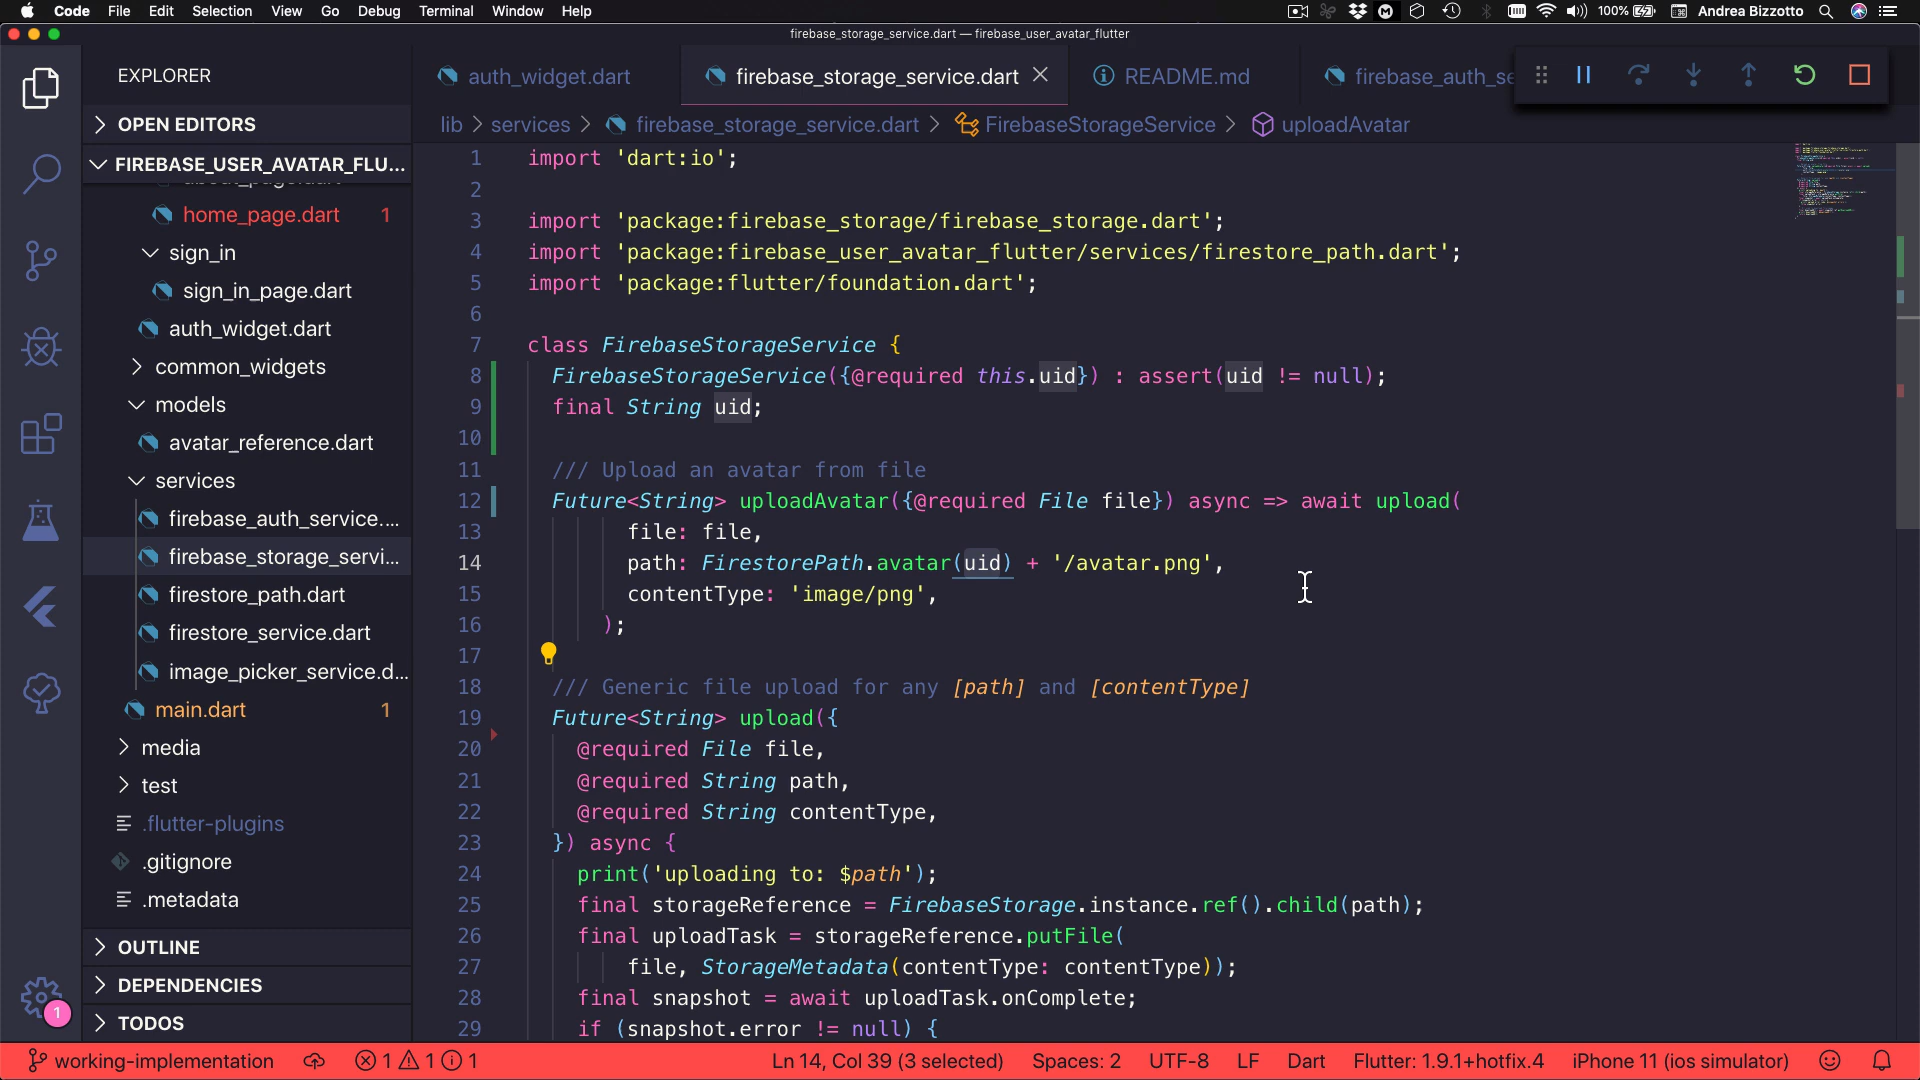 Code File Edit Selection View Go Debug Terminal Window Help 100% Andrea Bizzotto
firebase_storage_service.dart — firebase_user_avatar_flutter
EXPLORER
auth_widget.dart
firebase_storage_service.dart
README.md
firebase_auth_se
lib > services > firebase_storage_service.dart > FirebaseStorageService > uploadAvatar
OPEN EDITORS
FIREBASE_USER_AVATAR_FLU...
about_page.dart
home_page.dart 1
sign_in
sign_in_page.dart
auth_widget.dart
common_widgets
models
avatar_reference.dart
services
firebase_auth_service....
firebase_storage_servi...
firestore_path.dart
firestore_service.dart
image_picker_service.d...
main.dart 1
media
test
.flutter-plugins
.gitignore
.metadata
OUTLINE
DEPENDENCIES
TODOS
1
1 import 'dart:io';
2
3 import 'package:firebase_storage/firebase_storage.dart';
4 import 'package:firebase_user_avatar_flutter/services/firestore_path.dart';
5 import 'package:flutter/foundation.dart';
6
7 class FirebaseStorageService {
8 FirebaseStorageService({@required this.uid}) : assert(uid != null);
9 final String uid;
10
11 /// Upload an avatar from file
12 Future<String> uploadAvatar({@required File file}) async => await upload(
13 file: file,
14 path: FirestorePath.avatar(uid) + '/avatar.png',
15 contentType: 'image/png',
16 );
17
18 /// Generic file upload for any [path] and [contentType]
19 Future<String> upload({
20 @required File file,
21 @required String path,
22 @required String contentType,
23 }) async {
24 print('uploading to: $path');
25 final storageReference = FirebaseStorage.instance.ref().child(path);
26 final uploadTask = storageReference.putFile(
27 file, StorageMetadata(contentType: contentType));
28 final snapshot = await uploadTask.onComplete;
29 if (snapshot.error != null) {
working-implementation 1 1 1 Ln 14, Col 39 (3 selected) Spaces: 2 UTF-8 LF Dart Flutter: 1.9.1+hotfix.4 iPhone 11 (ios simulator)